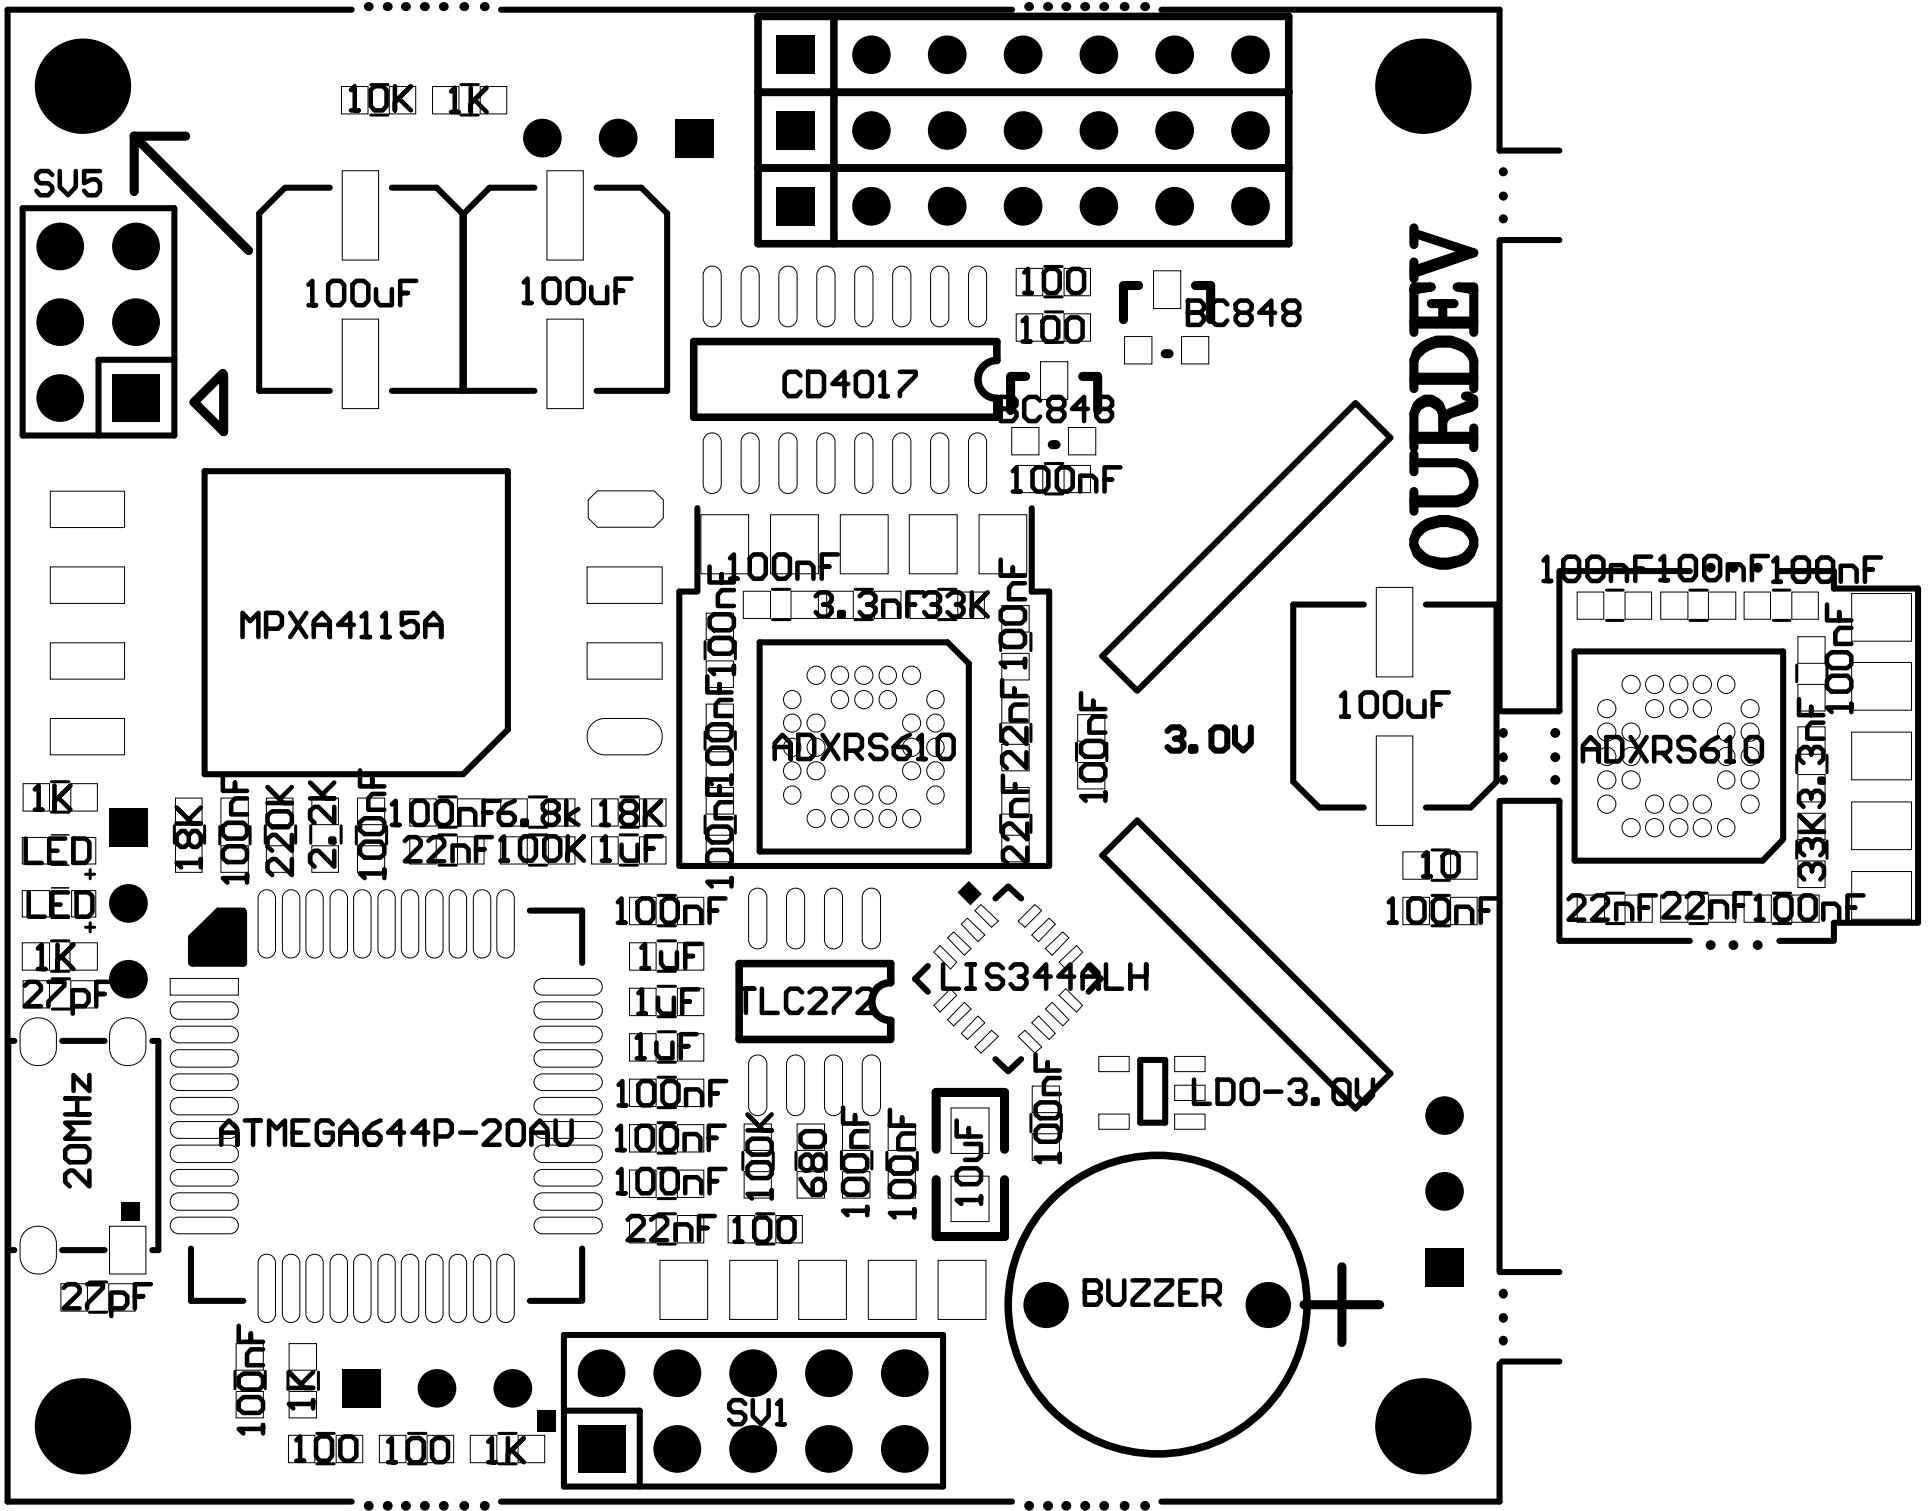 10K 1K
SV5
100uF 100uF
100
BC848
100
CD4017
BC848
100nF
OURDEV
MPXA4115A
100nF
3.3nF 33K
100nF
100nF
100nF
100nF
22nF
22nF
ADXRS610
100nF
3.0V
100uF
10
100nF
100nF 100nF 100nF
100nF
ADXRS610
3.3nF
33K
22nF 22nF 100nF
1K
LED
+
LED
+
1K
27pF
18K
100nF
220K
2.2K
100nF
100nF 6.8k 18K
22nF 100K 1uF
100nF
1uF
1uF
1uF
100nF
100nF
100nF
22nF 100
TLC272
LIS344ALH
20MHz
ATMEGA644P-20AU
27pF
100K
680
100nF
100nF
10uF
100nF
LDO-3.0V
BUZZER
+
100nF
1K
100 100 1K
SV1